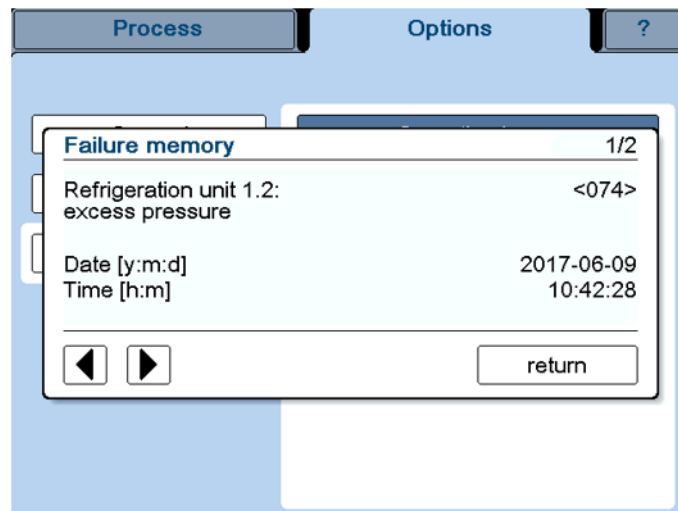 Process Options ?
Failure memory 1/2
Refrigeration unit 1.2: <074>
excess pressure
Date [y:m:d] 2017-06-09
Time [h:m] 10:42:28
return